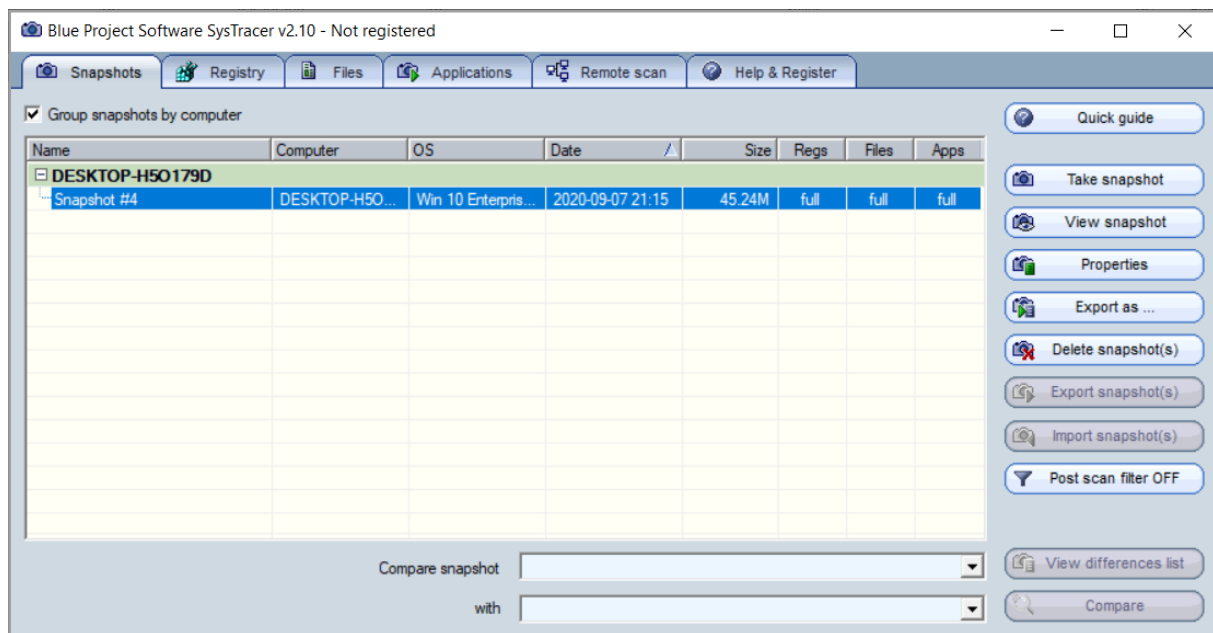 Blue Project Software SysTracer v2.10 - Not registered
Snapshots Registry Files Applications Remote scan Help & Register
Group snapshots by computer
Quick guide
Name Computer OS Date Size Regs Files Apps
DESKTOP-H5O179D
Take snapshot
Snapshot #4 DESKTOP-H5O... Win 10 Enterpris... 2020-09-07 21:15 45.24M full full full
View snapshot
Properties
Export as ...
Delete snapshot(s)
Export snapshot(s)
Import snapshot(s)
Post scan filter OFF
Compare snapshot
View differences list
with
Compare